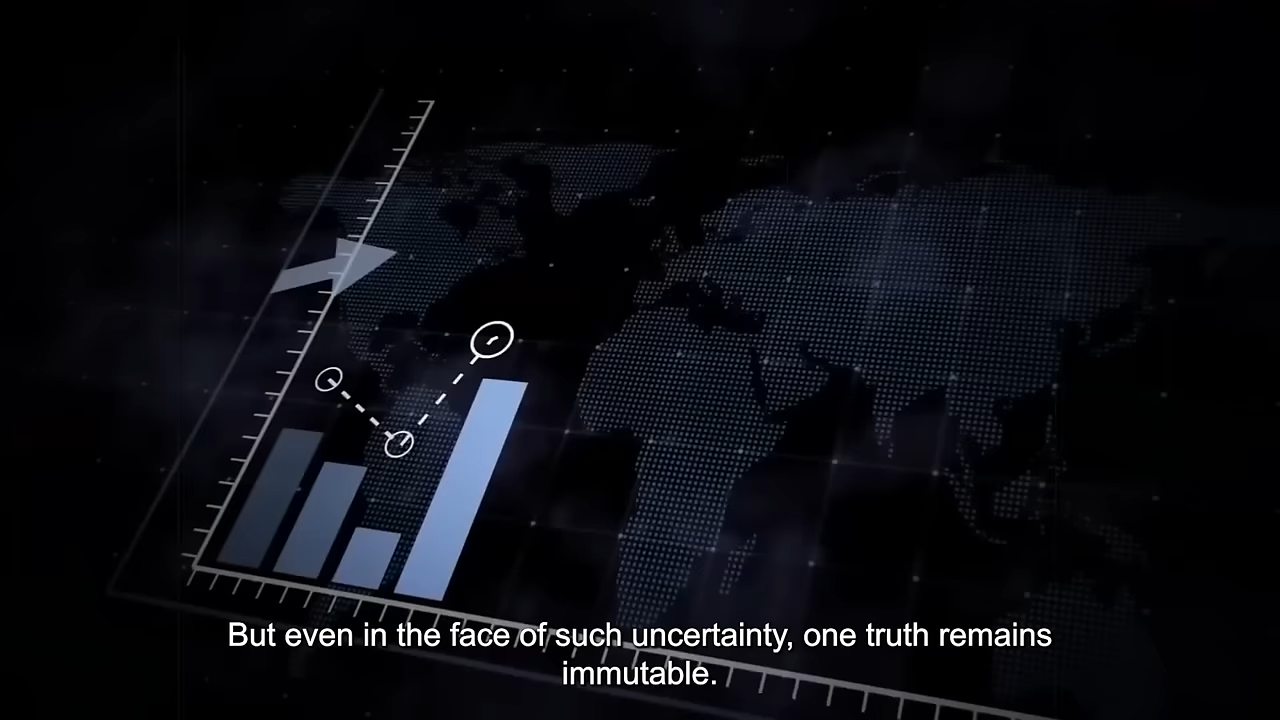 But even in the face of such uncertainty, one truth remains
immutable.